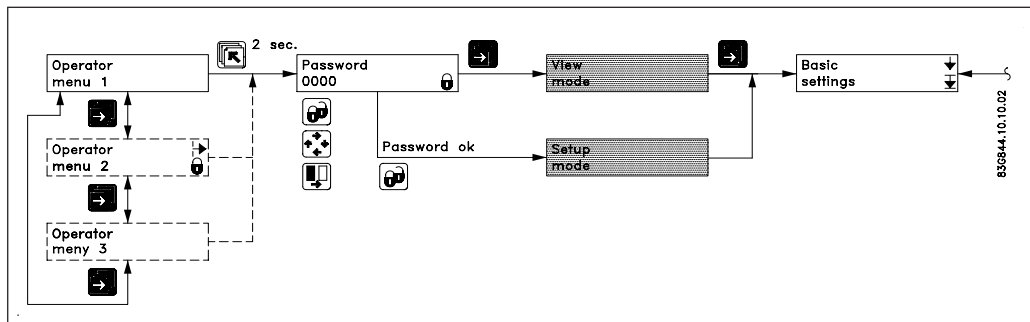 2 sec.
Operator
menu 1
Password
0000
View
mode
Basic
settings
Operator
menu 2
Password ok
Setup
mode
Operator
meny 3
83G844.10.10.02